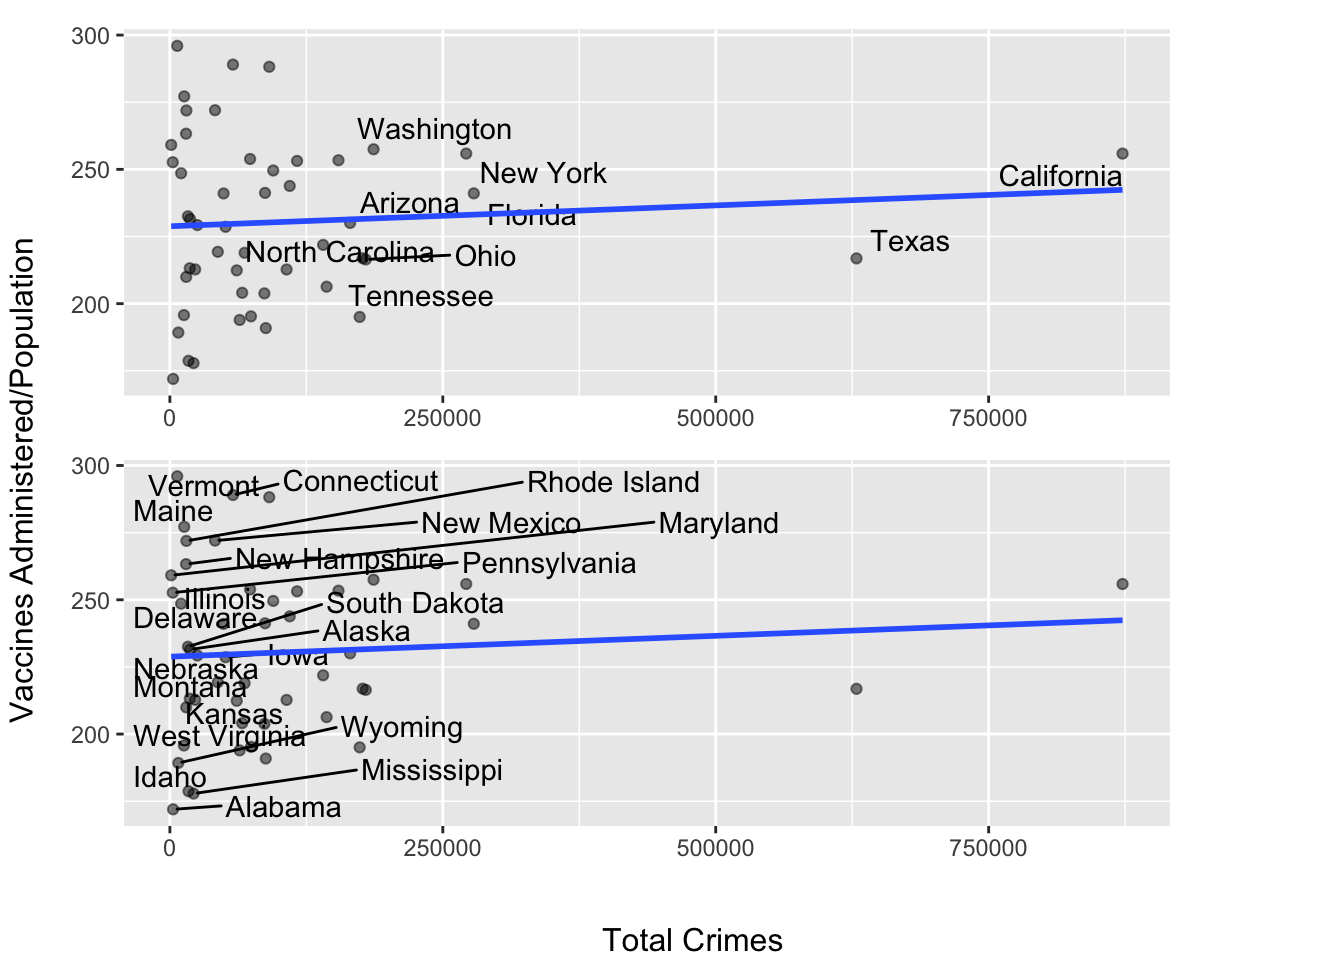 300
250
200
Washington
New York
California
Arizona
Florida
Texas
North Carolina
Ohio
Tennessee
0 250000 500000 750000
Vaccines Administered/Population
300
250
200
Vermont
Connecticut
Rhode Island
Maine
New Mexico
Maryland
New Hampshire
Pennsylvania
Illinois
South Dakota
Delaware
Alaska
Iowa
Nebraska
Montana
Kansas
Wyoming
West Virginia
Mississippi
Idaho
Alabama
0 250000 500000 750000
Total Crimes